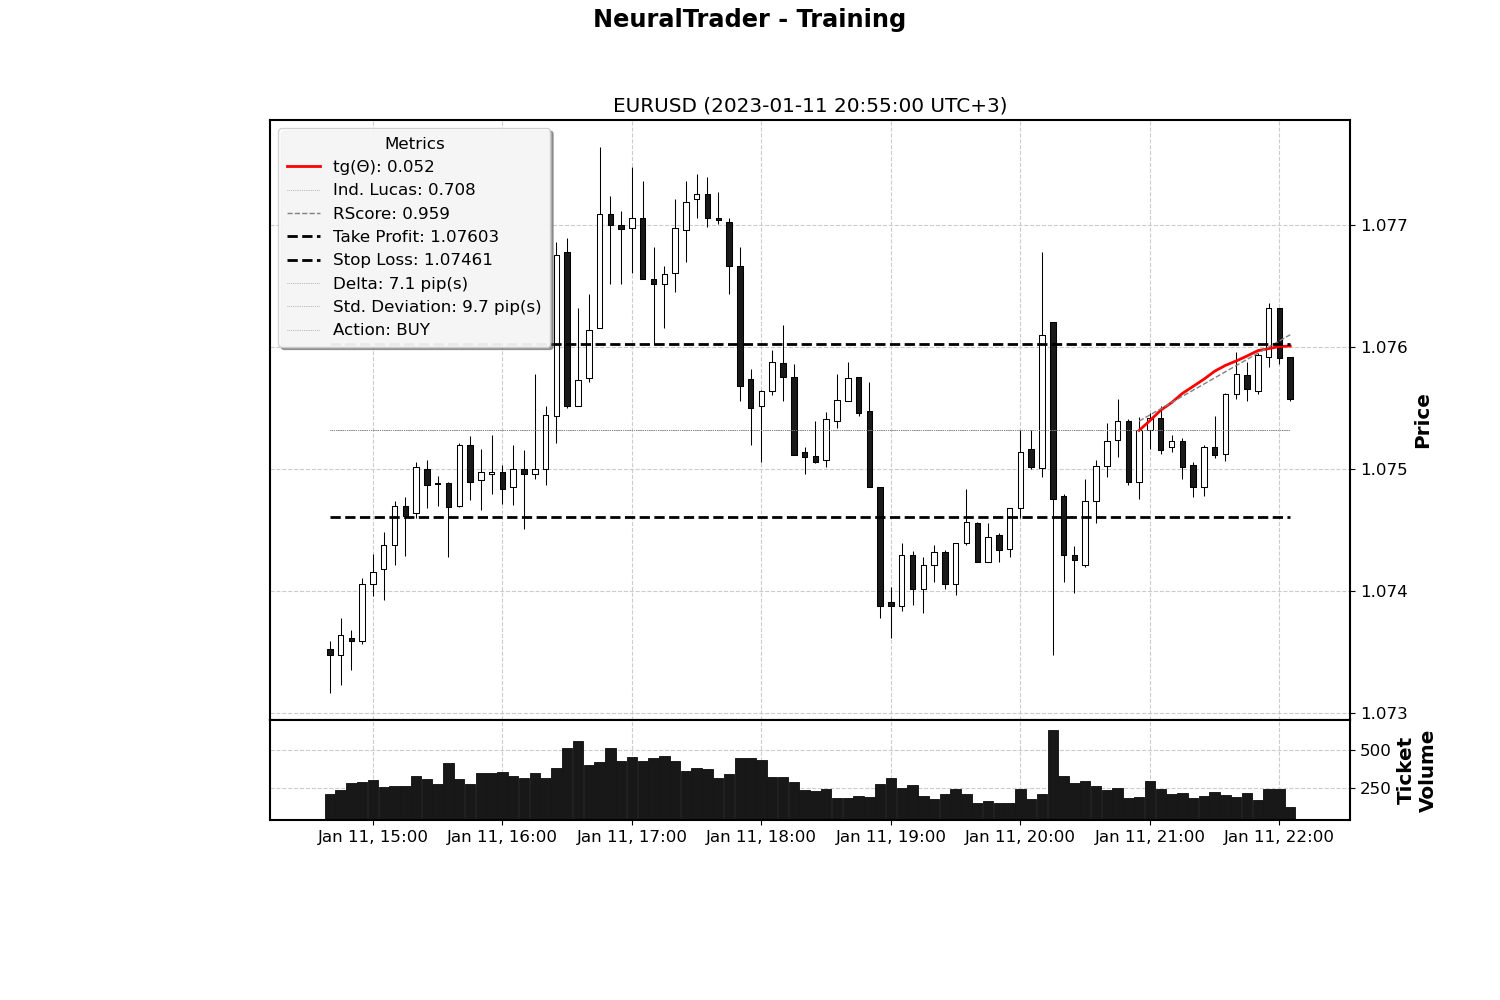 NeuralTrader - Training
EURUSD (2023-01-11 20:55:00 UTC+3)
Metrics
tg(Θ): 0.052
Ind. Lucas: 0.708
RScore: 0.959
Take Profit: 1.07603
Stop Loss: 1.07461
Delta: 7.1 pip(s)
Std. Deviation: 9.7 pip(s)
Action: BUY
1.077
1.076
1.075
1.074
1.073
Price
500
250
Ticket
Volume
Jan 11, 15:00
Jan 11, 16:00
Jan 11, 17:00
Jan 11, 18:00
Jan 11, 19:00
Jan 11, 20:00
Jan 11, 21:00
Jan 11, 22:00